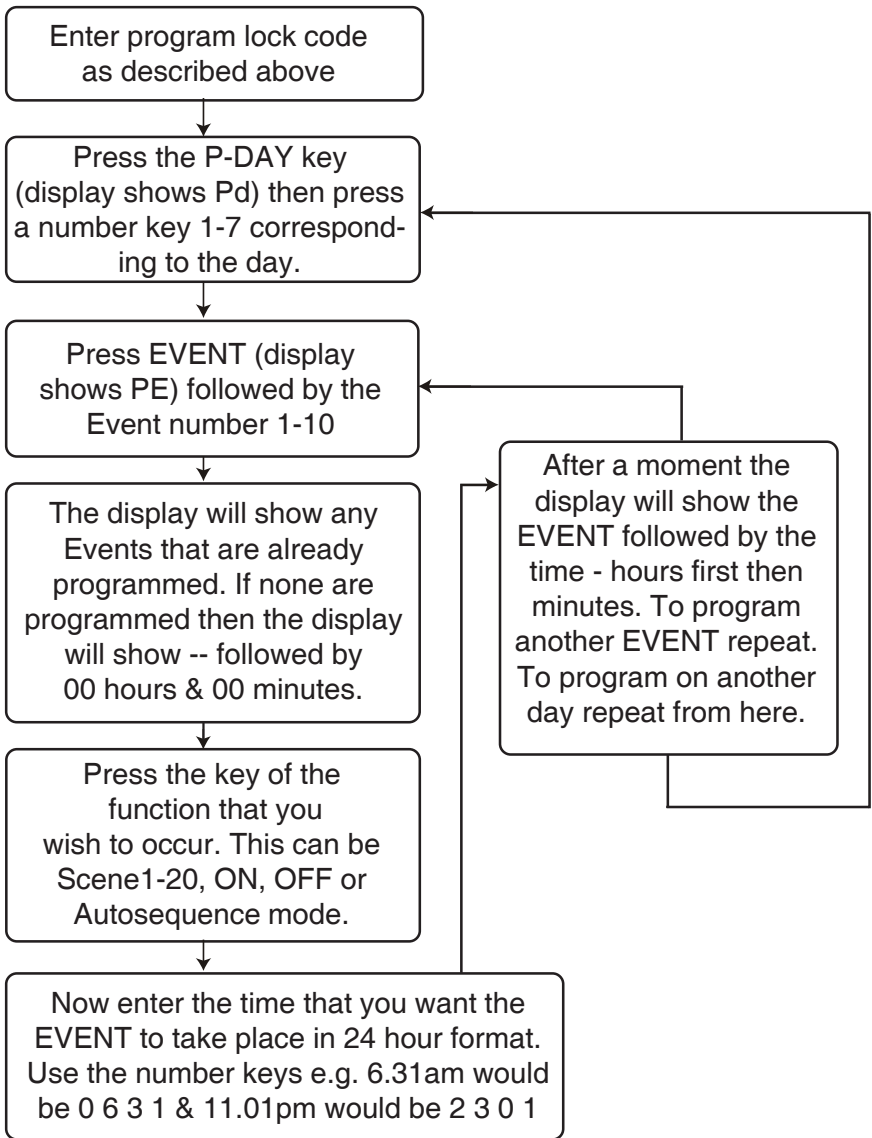 Enter program lock code
as described above
Press the P-DAY key
(display shows Pd) then press
a number key 1-7 correspond-
ing to the day.
Press EVENT (display
shows PE) followed by the
Event number 1-10
The display will show any
Events that are already
programmed. If none are
programmed then the display
will show -- followed by
00 hours & 00 minutes.
Press the key of the
function that you
wish to occur. This can be
Scene1-20, ON, OFF or
Autosequence mode.
Now enter the time that you want the
EVENT to take place in 24 hour format.
Use the number keys e.g. 6.31am would
be 0 6 3 1 & 11.01pm would be 2 3 0 1
After a moment the
display will show the
EVENT followed by the
time - hours first then
minutes. To program
another EVENT repeat.
To program on another
day repeat from here.